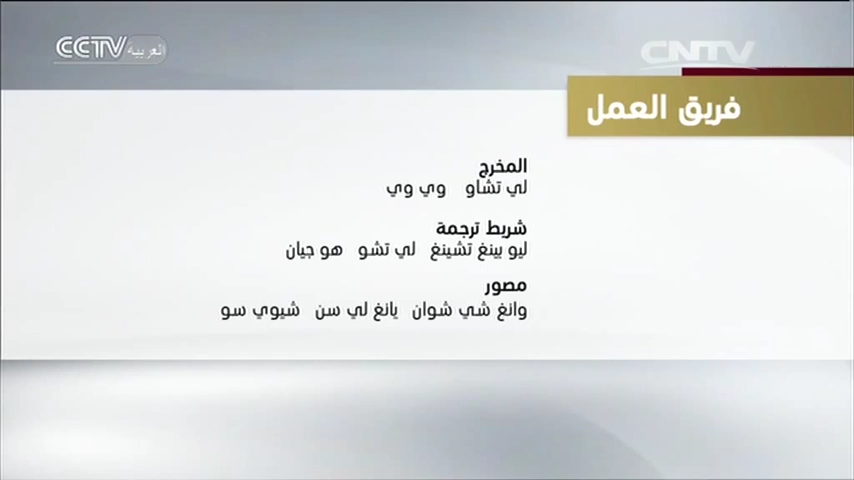 CCTV العربية
CNTV
فريق العمل
المخرج
لي تشاو وي وي
شريط ترجمة
ليو بينغ تشينغ لي تشو هو جيان
مصور
وانغ شي شوان يانغ لي سن شيوي سو